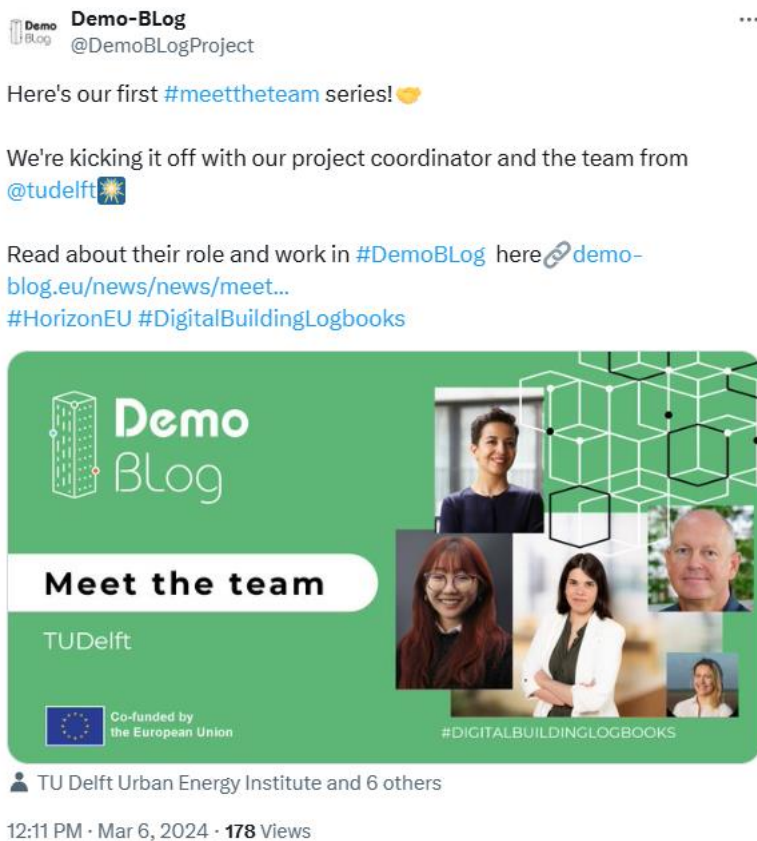 Demo
BLog
Demo-BLog
@DemoBLogProject
Here's our first #meettheteam series!🤝
We're kicking it off with our project coordinator and the team from
@tudelft🎇
Read about their role and work in #DemoBLog here🔗demo-
blog.eu/news/news/meet...
#HorizonEU #DigitalBuildingLogbooks
Demo
BLog
Meet the team
TUDelft
Co-funded by
the European Union
#DIGITALBUILDINGLOGBOOKS
TU Delft Urban Energy Institute and 6 others
12:11 PM · Mar 6, 2024 · 178 Views